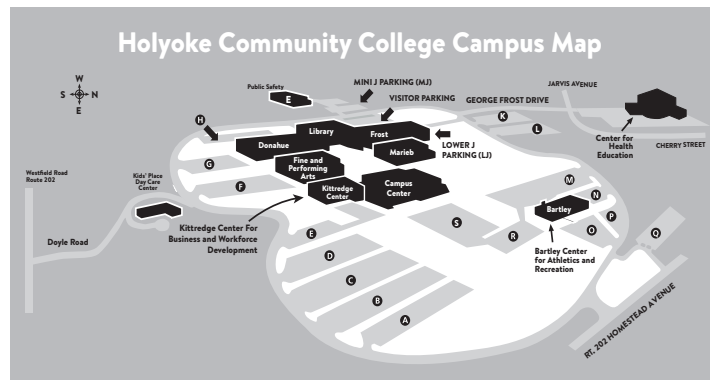 Holyoke Community College Campus Map
W
S N
E
Public Safety
E
MINI J PARKING (MJ)
VISITOR PARKING
GEORGE FROST DRIVE
JARVIS AVENUE
H
K
L
Library
Frost
Donahue
Marieb
LOWER J
PARKING (LJ)
Center for
Health
Education
CHERRY STREET
G
F
Fine and
Performing
Arts
Kittredge
Center
Campus
Center
Westfield Road
Route 202
Kids' Place
Day Care
Center
M
N
P
O
Q
Bartley
S
R
Kittredge Center For
Business and Workforce
Development
Doyle Road
E
D
C
B
A
Bartley Center
for Athletics and
Recreation
RT. 202 HOMESTEAD AVENUE